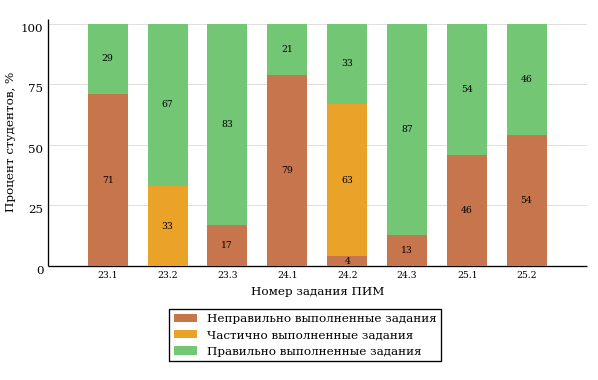 Процент студентов, %
100
75
50
25
0
29 67 83 21 33 87 54 46
71 33 17 79 63 13 46 54
4
23.1 23.2 23.3 24.1 24.2 24.3 25.1 25.2
Номер задания ПИМ
Неправильно выполненные задания
Частично выполненные задания
Правильно выполненные задания